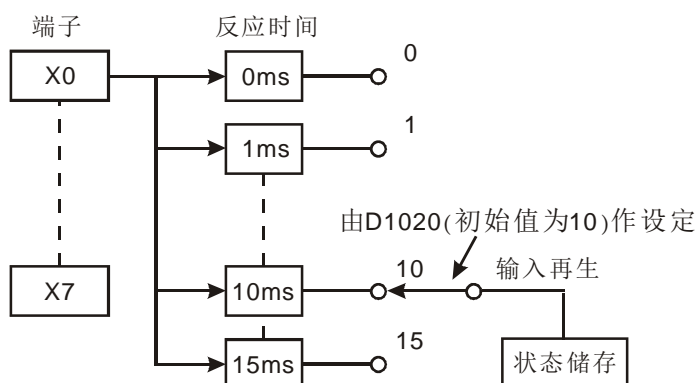 端子
反应时间
X0
0ms
0
1ms
1
由D1020(初始值为10)作设定
X7
10ms
10
输入再生
15ms
15
状态储存